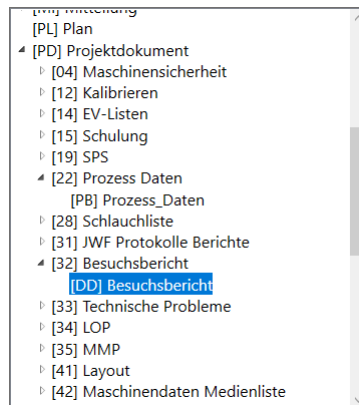 [MI] Mitteilung
[PL] Plan
[PD] Projektdokument
[04] Maschinensicherheit
[12] Kalibrieren
[14] EV-Listen
[15] Schulung
[19] SPS
[22] Prozess Daten
[PB] Prozess_Daten
[28] Schlauchliste
[31] JWF Protokolle Berichte
[32] Besuchsbericht
[DD] Besuchsbericht
[33] Technische Probleme
[34] LOP
[35] MMP
[41] Layout
[42] Maschinendaten Medienliste